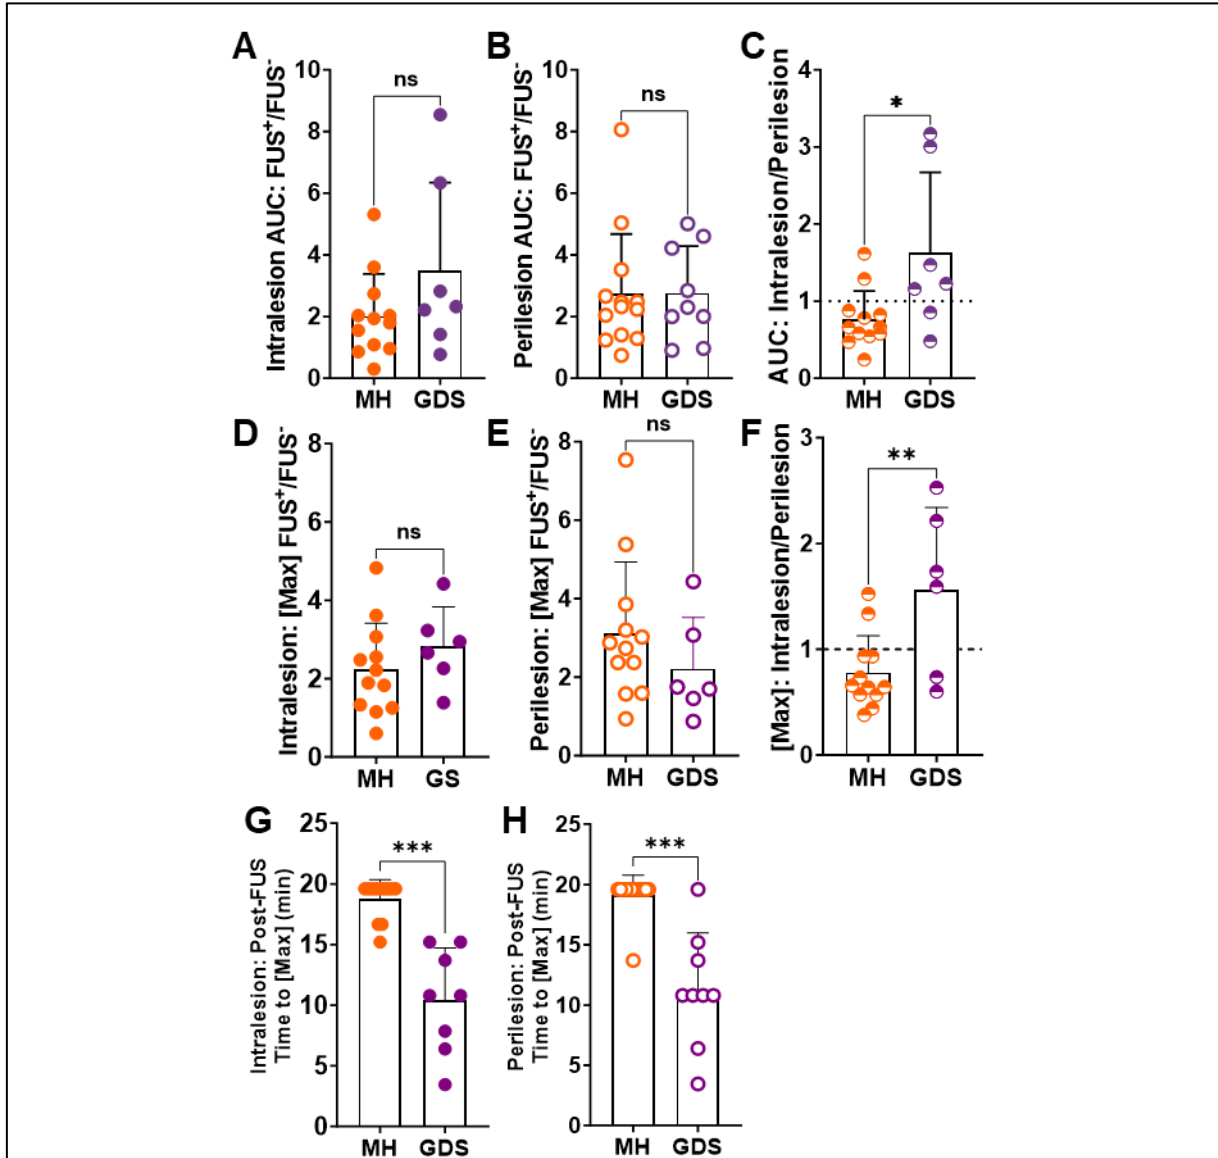 A
Intralesion AUC: FUS⁺/FUS⁻
10
8
6
4
2
0
ns
MH GDS
B
Perilesion AUC: FUS⁺/FUS⁻
10
8
6
4
2
0
ns
MH GDS
C
AUC: Intralesion/Perilesion
4
3
2
1
0
*
MH GDS
D
Intralesion: [Max] FUS⁺/FUS⁻
8
6
4
2
0
ns
MH GS
E
Perilesion: [Max] FUS⁺/FUS⁻
8
6
4
2
0
ns
MH GDS
F
[Max]: Intralesion/Perilesion
3
2
1
0
**
MH GDS
G
Intralesion: Post-FUS
Time to [Max] (min)
25
20
15
10
5
0
***
MH GDS
H
Perilesion: Post-FUS
Time to [Max] (min)
25
20
15
10
5
0
***
MH GDS